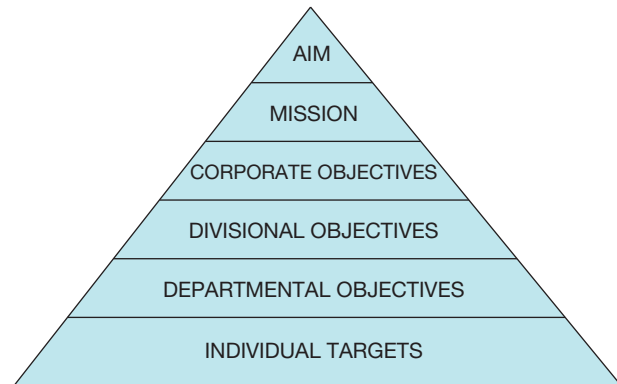 AIM
MISSION
CORPORATE OBJECTIVES
DIVISIONAL OBJECTIVES
DEPARTMENTAL OBJECTIVES
INDIVIDUAL TARGETS